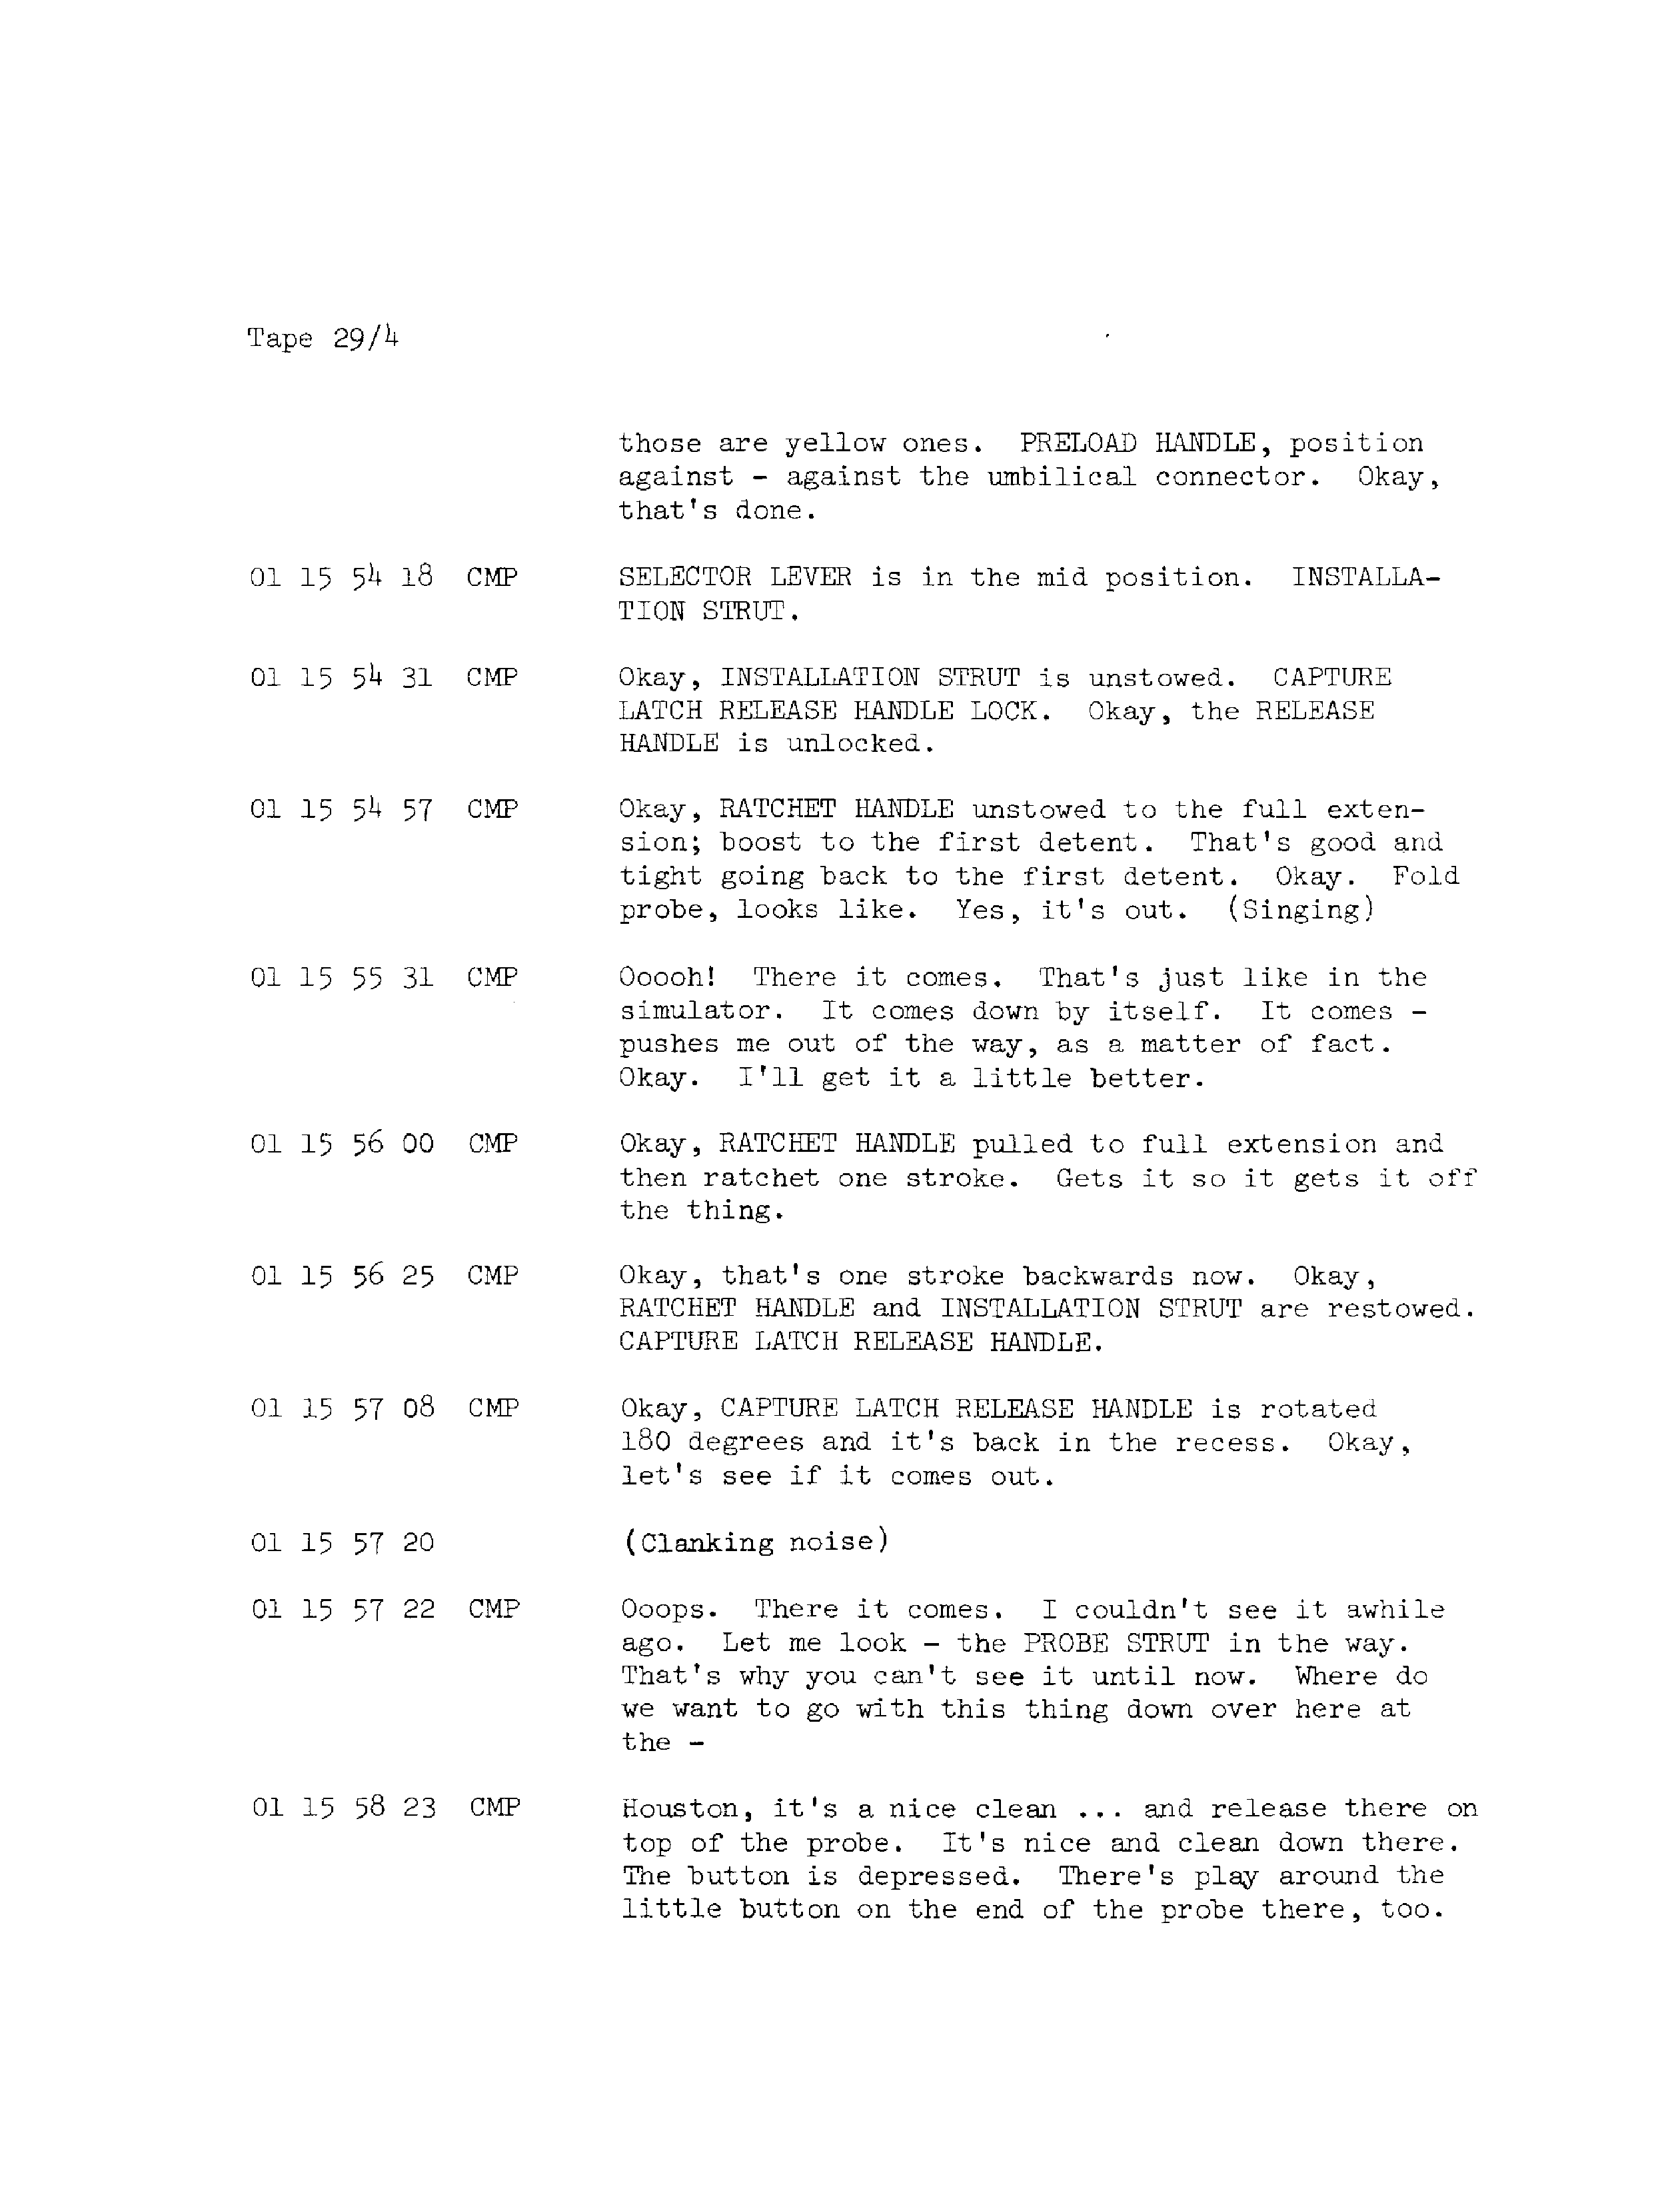 Tape 29/4
those are yellow ones. PRELOAD HANDLE, position
against - against the umbilical connector. Okay,
that's done.
01 15 54 18 CMP SELECTOR LEVER is in the mid position. INSTALLA-
TION STRUT.
01 15 54 31 CMP Okay, INSTALLATION STRUT is unstowed. CAPTURE
LATCH RELEASE HANDLE LOCK. Okay, the RELEASE
HANDLE is unlocked.
01 15 54 57 CMP Okay, RATCHET HANDLE unstowed to the full exten-
sion; boost to the first detent. That's good and
tight going back to the first detent. Okay. Fold
probe, looks like. Yes, it's out. (Singing)
01 15 55 31 CMP Ooooh! There it comes. That's just like in the
simulator. It comes down by itself. It comes -
pushes me out of the way, as a matter of fact.
Okay. I'll get it a little better.
01 15 56 00 CMP Okay, RATCHET HANDLE pulled to full extension and
then ratchet one stroke. Gets it so it gets it off
the thing.
01 15 56 25 CMP Okay, that's one stroke backwards now. Okay,
RATCHET HANDLE and INSTALLATION STRUT are restowed.
CAPTURE LATCH RELEASE HANDLE.
01 15 57 08 CMP Okay, CAPTURE LATCH RELEASE HANDLE is rotated
180 degrees and it's back in the recess. Okay,
let's see if it comes out.
01 15 57 20 (Clanking noise)
01 15 57 22 CMP Ooops. There it comes. I couldn't see it awhile
ago. Let me look - the PROBE STRUT in the way.
That's why you can't see it until now. Where do
we want to go with this thing down over here at
the -
01 15 58 23 CMP Houston, it's a nice clean ... and release there on
top of the probe. It's nice and clean down there.
The button is depressed. There's play around the
little button on the end of the probe there, too.